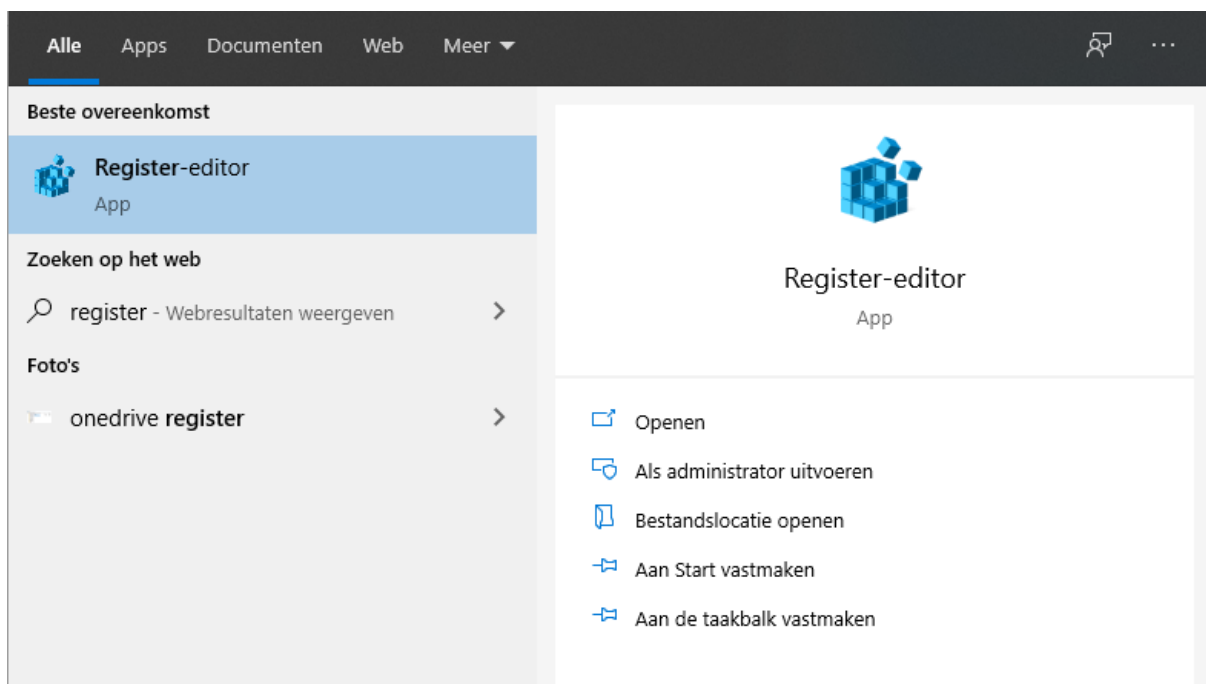 Alle Apps Documenten Web Meer
Beste overeenkomst
Register-editor
App
Zoeken op het web
register - Webresultaten weergeven
Foto's
onedrive register
Register-editor
App
Openen
Als administrator uitvoeren
Bestandslocatie openen
Aan Start vastmaken
Aan de taakbalk vastmaken